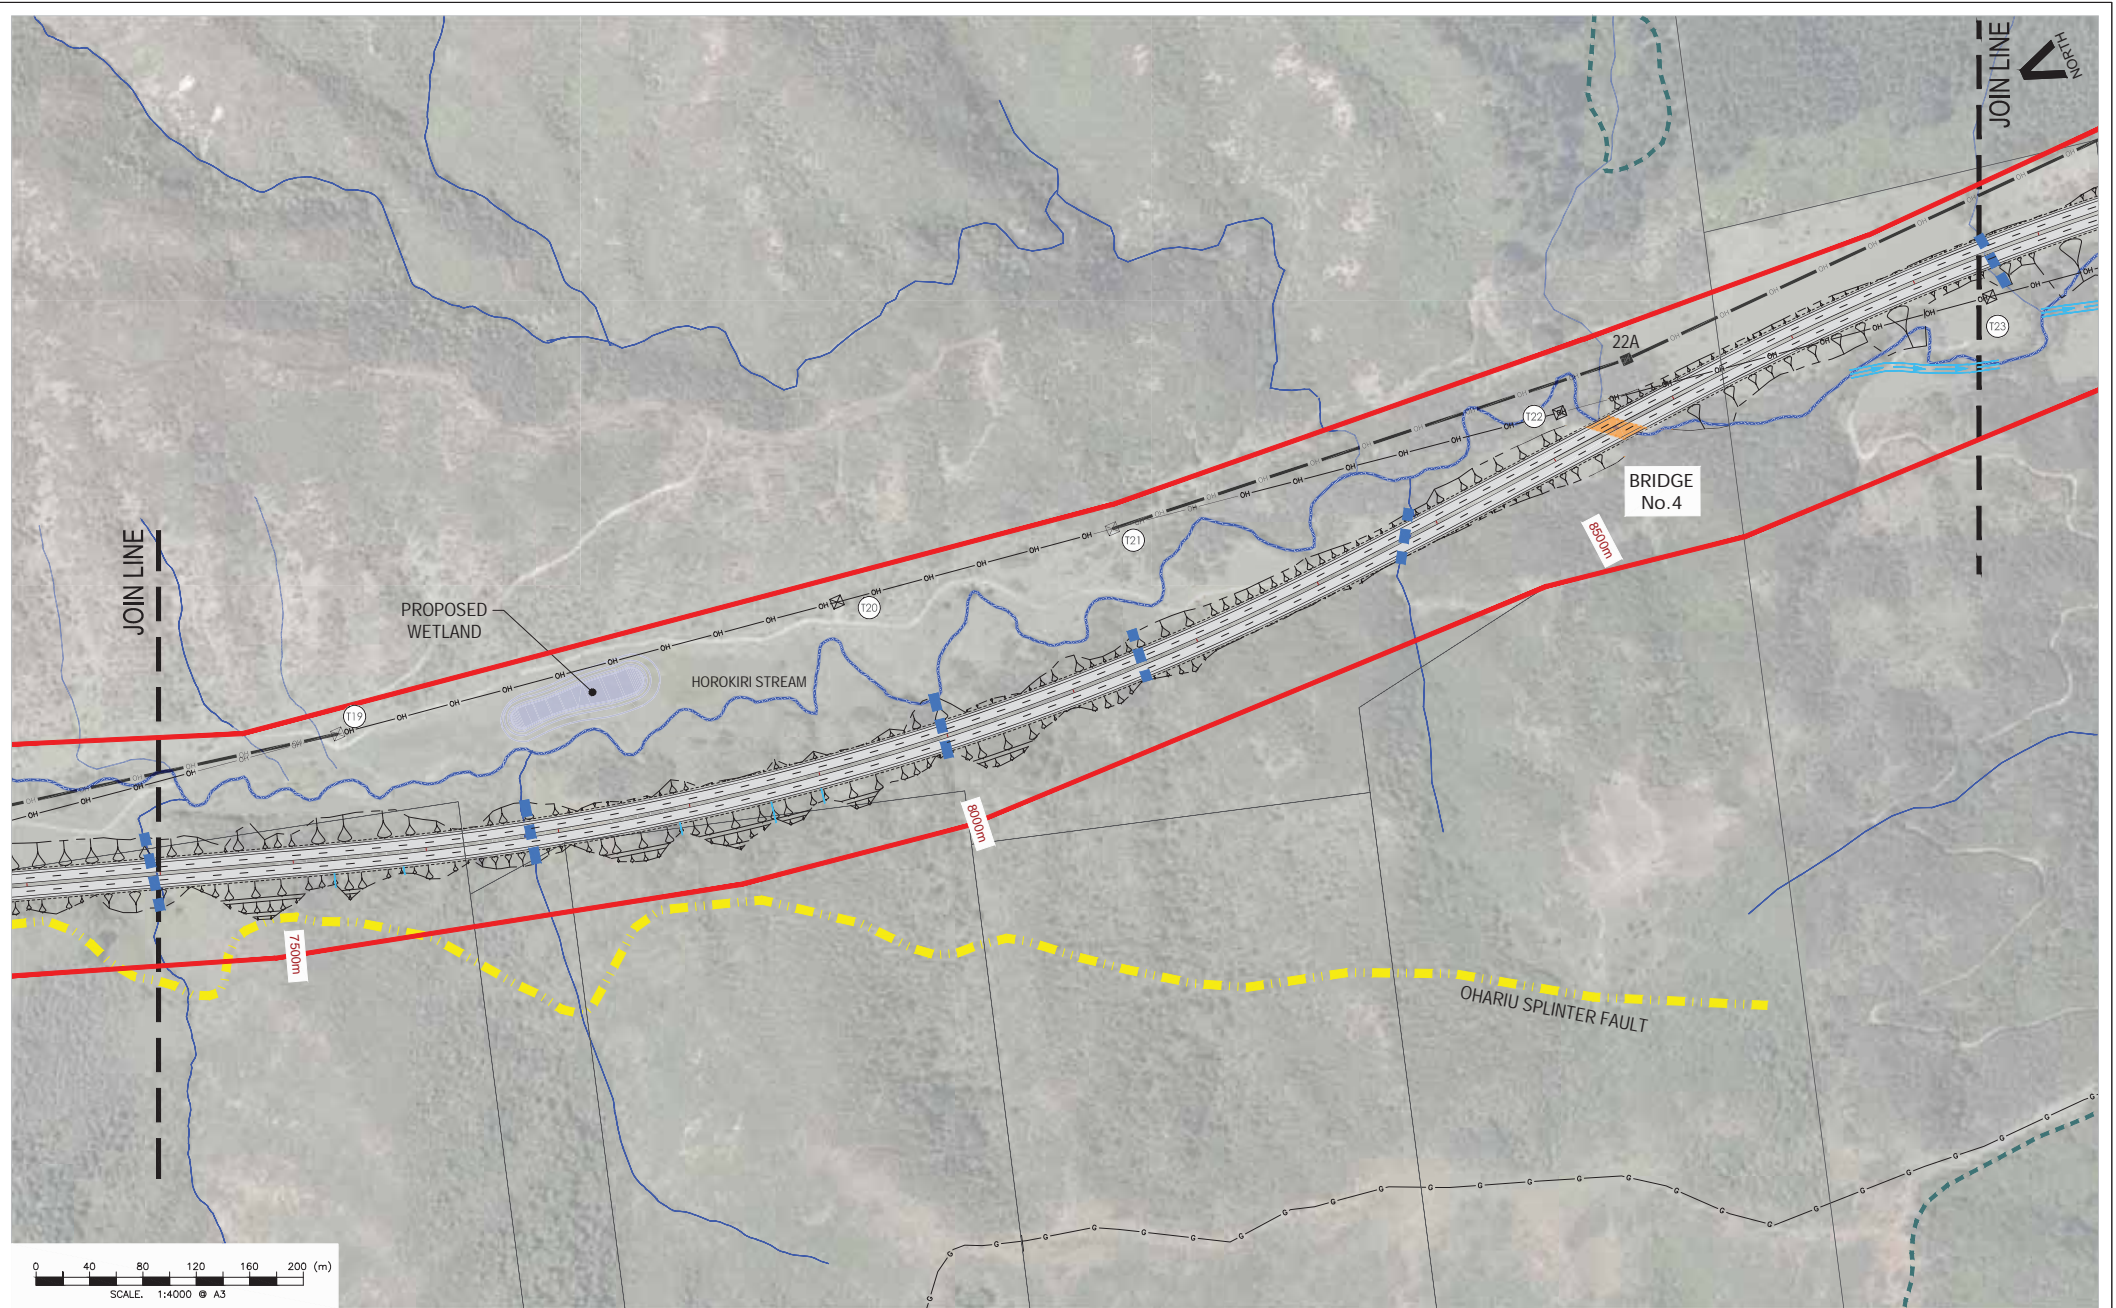 JOIN LINE
NORTH
22A
T23
T22
BRIDGE
No.4
8500m
T21
JOIN LINE
PROPOSED
WETLAND
T20
HOROKIRI STREAM
T19
8000m
7500m
OHARIU SPLINTER FAULT
OH
G
0 40 80 120 160 200 (m)
SCALE. 1:4000 @ A3